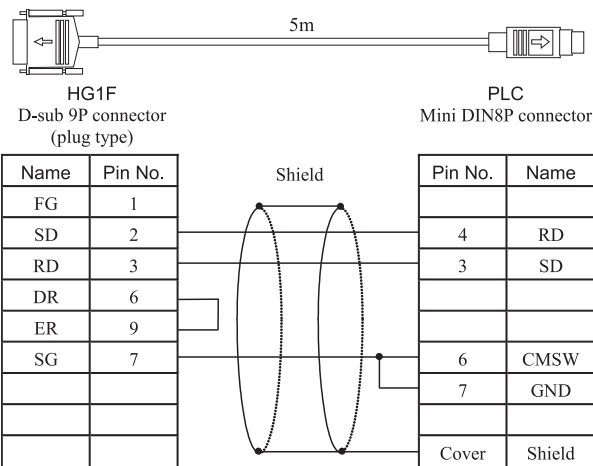 5m
HG1F
D-sub 9P connector
(plug type)
PLC
Mini DIN8P connector
Name Pin No. Shield Pin No. Name
FG 1
SD 2 4 RD
RD 3 3 SD
DR 6
ER 9
SG 7 6 CMSW
7 GND
Cover Shield